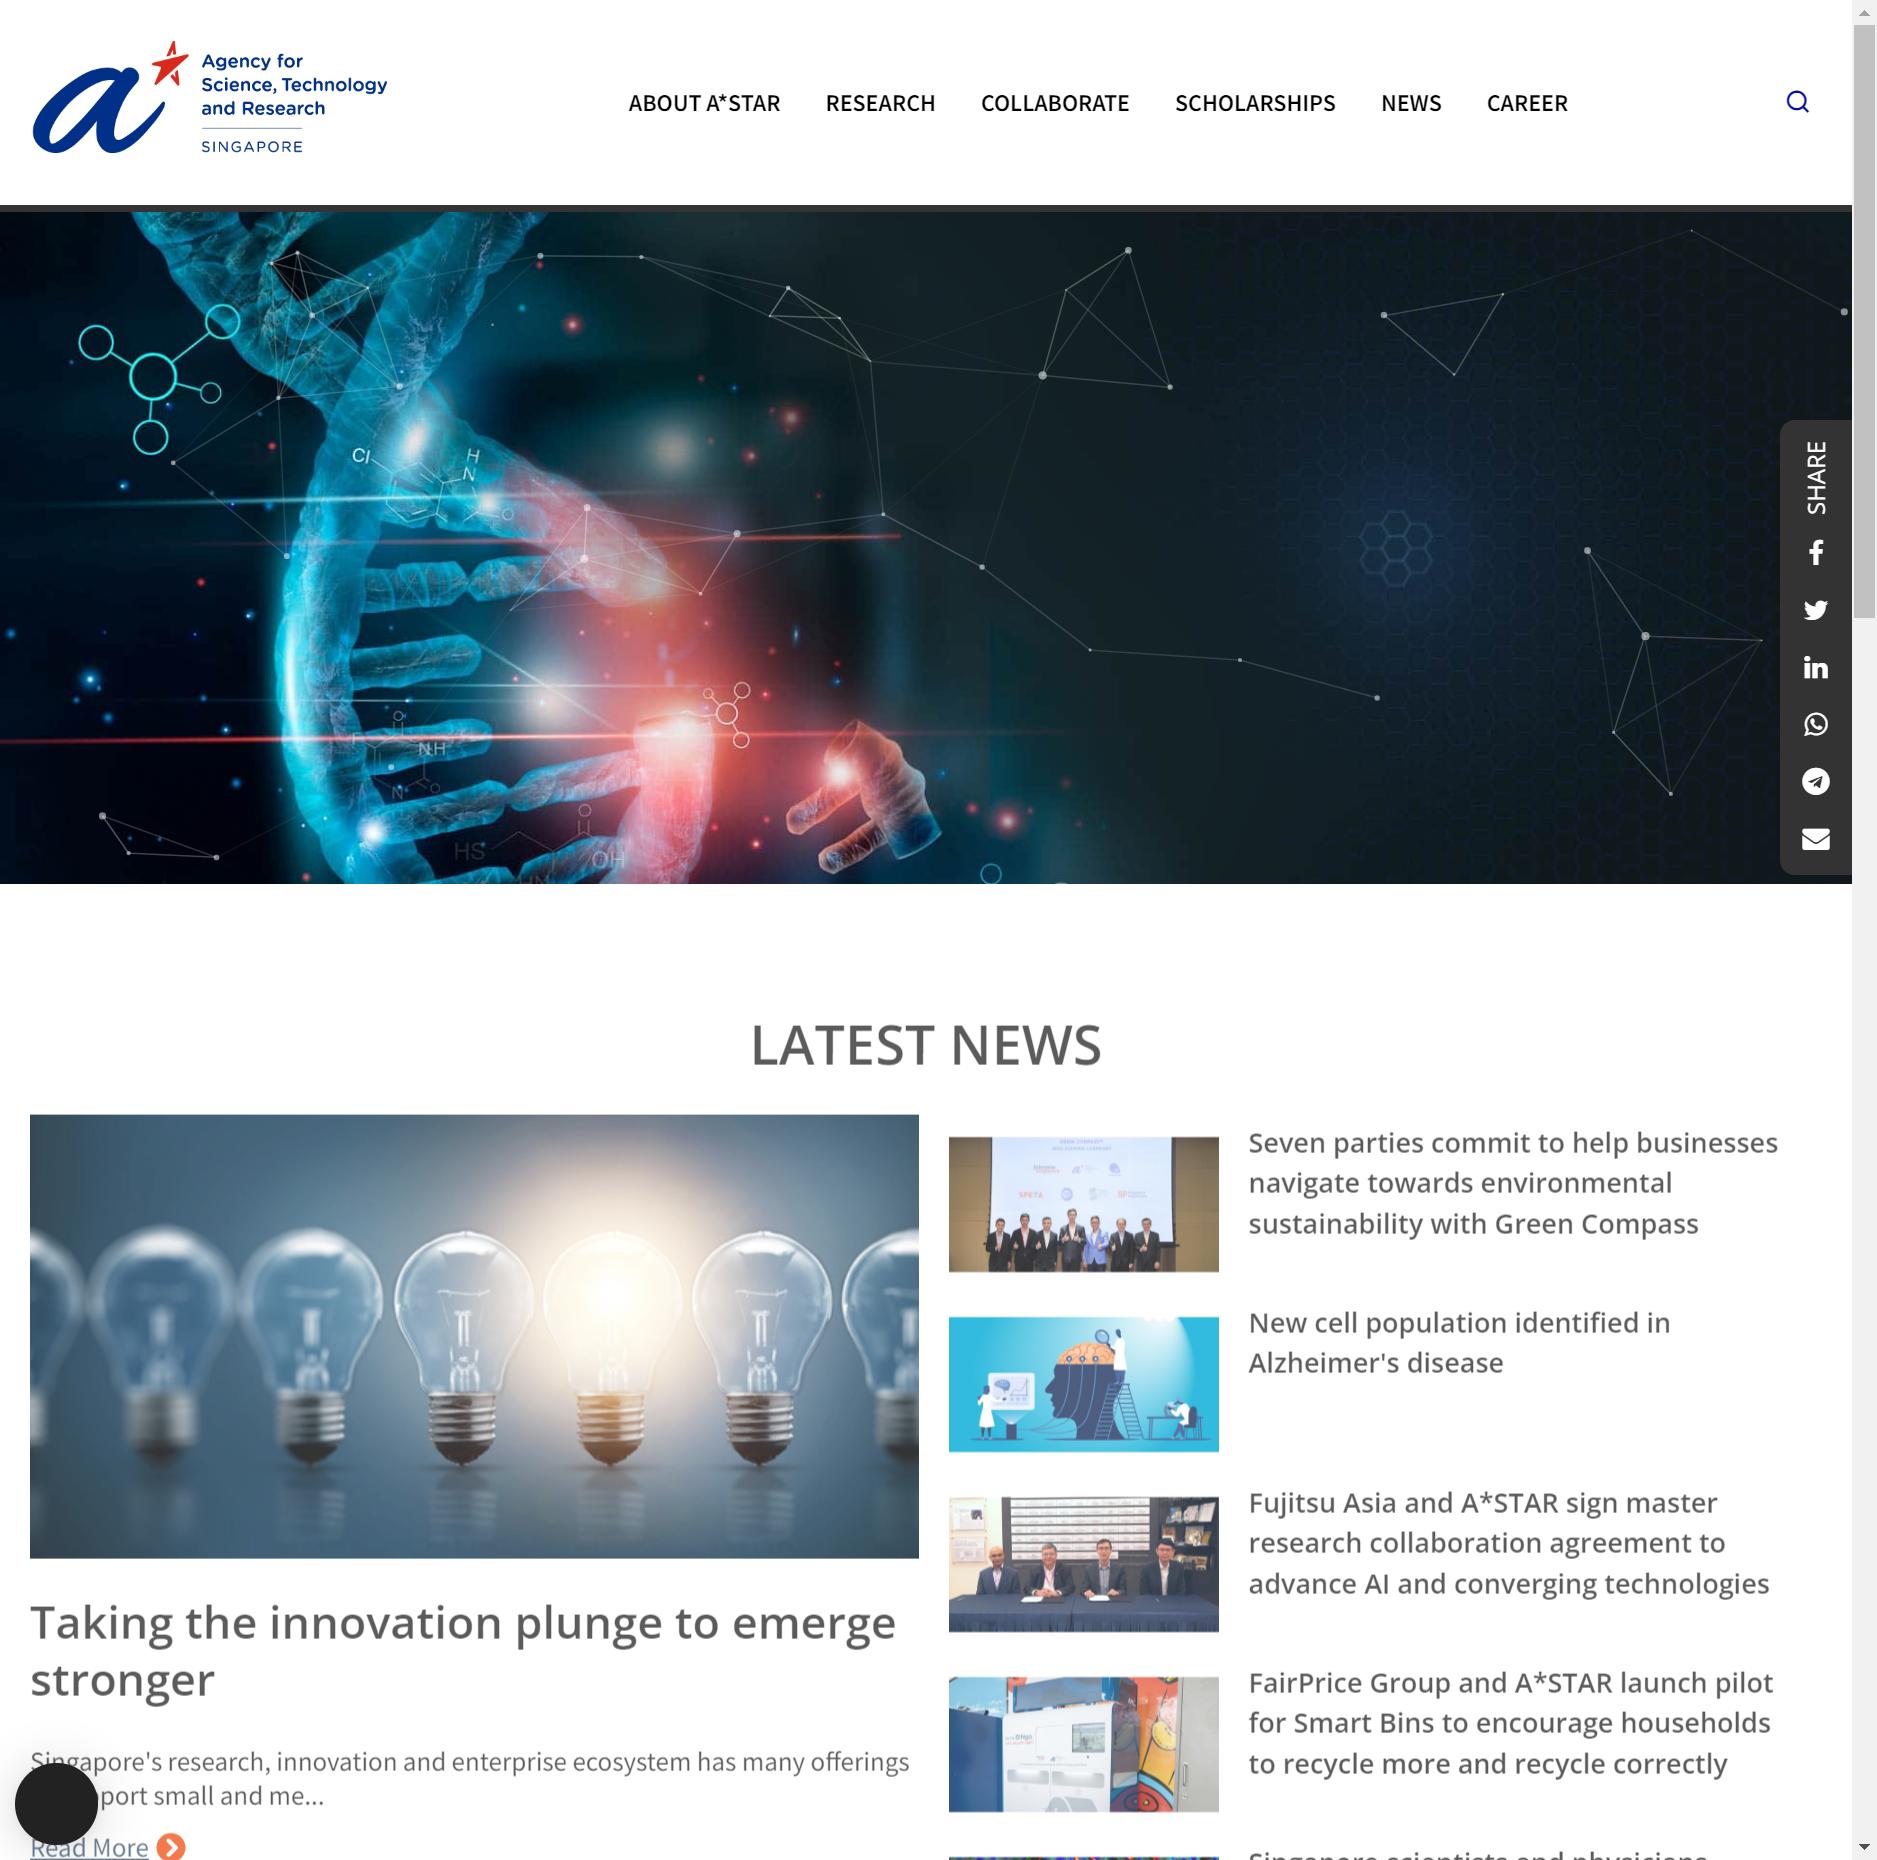 Agency for
Science, Technology
and Research
SINGAPORE
ABOUT A*STAR
RESEARCH
COLLABORATE
SCHOLARSHIPS
NEWS
CAREER
Cl
H
N
O
NH
N
O
O
HS
OH
SHARE
LATEST NEWS
Taking the innovation plunge to emerge
stronger
Singapore's research, innovation and enterprise ecosystem has many offerings
port small and me...
Read More
Seven parties commit to help businesses
navigate towards environmental
sustainability with Green Compass
New cell population identified in
Alzheimer's disease
Fujitsu Asia and A*STAR sign master
research collaboration agreement to
advance AI and converging technologies
FairPrice Group and A*STAR launch pilot
for Smart Bins to encourage households
to recycle more and recycle correctly
Singapore scientists and physicians